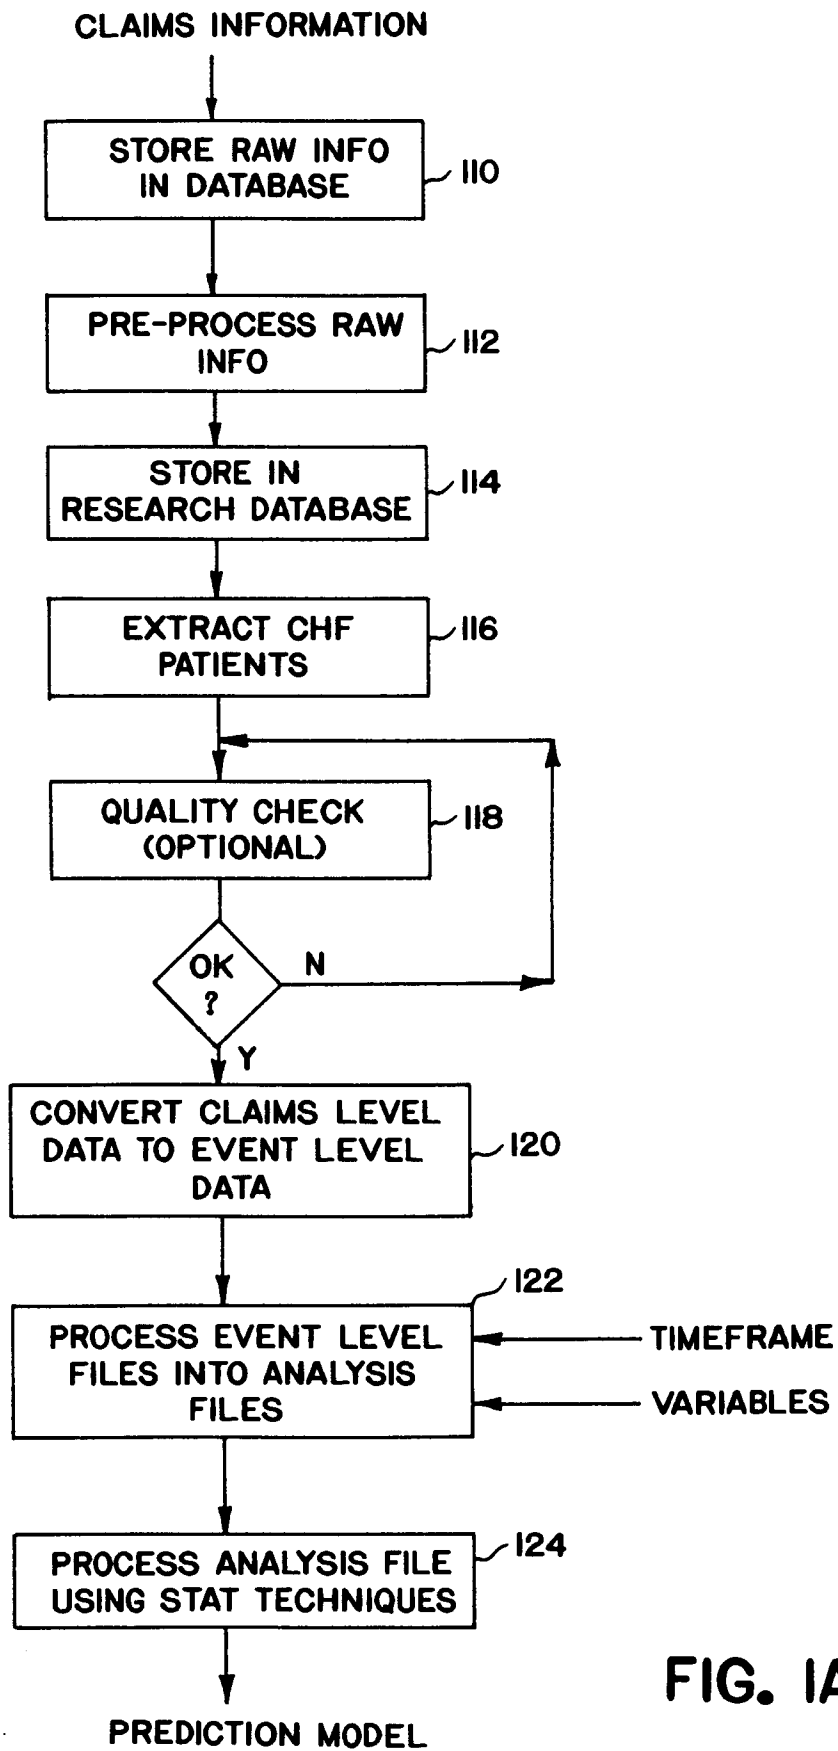 CLAIMS INFORMATION
STORE RAW INFO
IN DATABASE
110
PRE-PROCESS RAW
INFO
112
STORE IN
RESEARCH DATABASE
114
EXTRACT CHF
PATIENTS
116
QUALITY CHECK
(OPTIONAL)
118
OK
?
N
Y
CONVERT CLAIMS LEVEL
DATA TO EVENT LEVEL
DATA
120
122
PROCESS EVENT LEVEL
FILES INTO ANALYSIS
FILES
TIMEFRAME
VARIABLES
PROCESS ANALYSIS FILE
USING STAT TECHNIQUES
124
PREDICTION MODEL
FIG. 1A